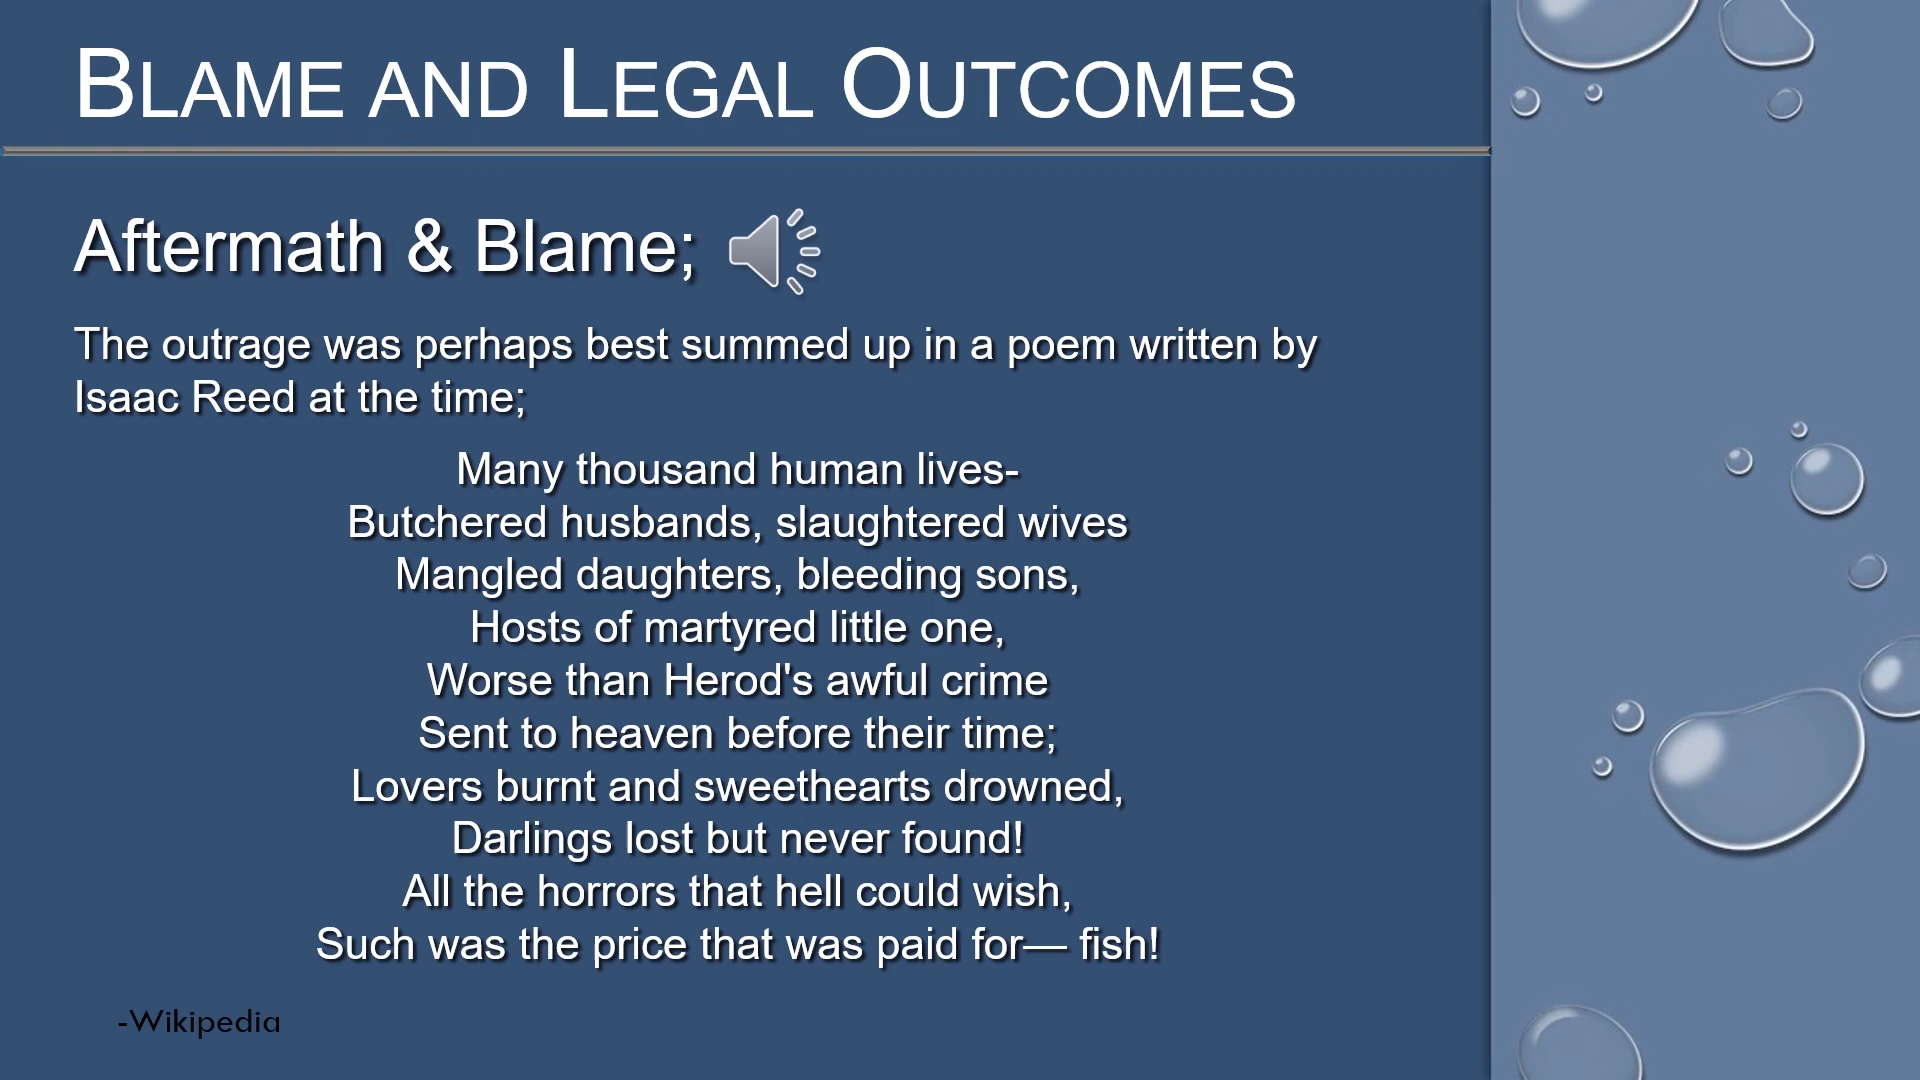 BLAME AND LEGAL OUTCOMES
Aftermath & Blame;
The outrage was perhaps best summed up in a poem written by
Isaac Reed at the time;
Many thousand human lives-
Butchered husbands, slaughtered wives
Mangled daughters, bleeding sons,
Hosts of martyred little one,
Worse than Herod's awful crime
Sent to heaven before their time;
Lovers burnt and sweethearts drowned,
Darlings lost but never found!
All the horrors that hell could wish,
Such was the price that was paid for— fish!
-Wikipedia